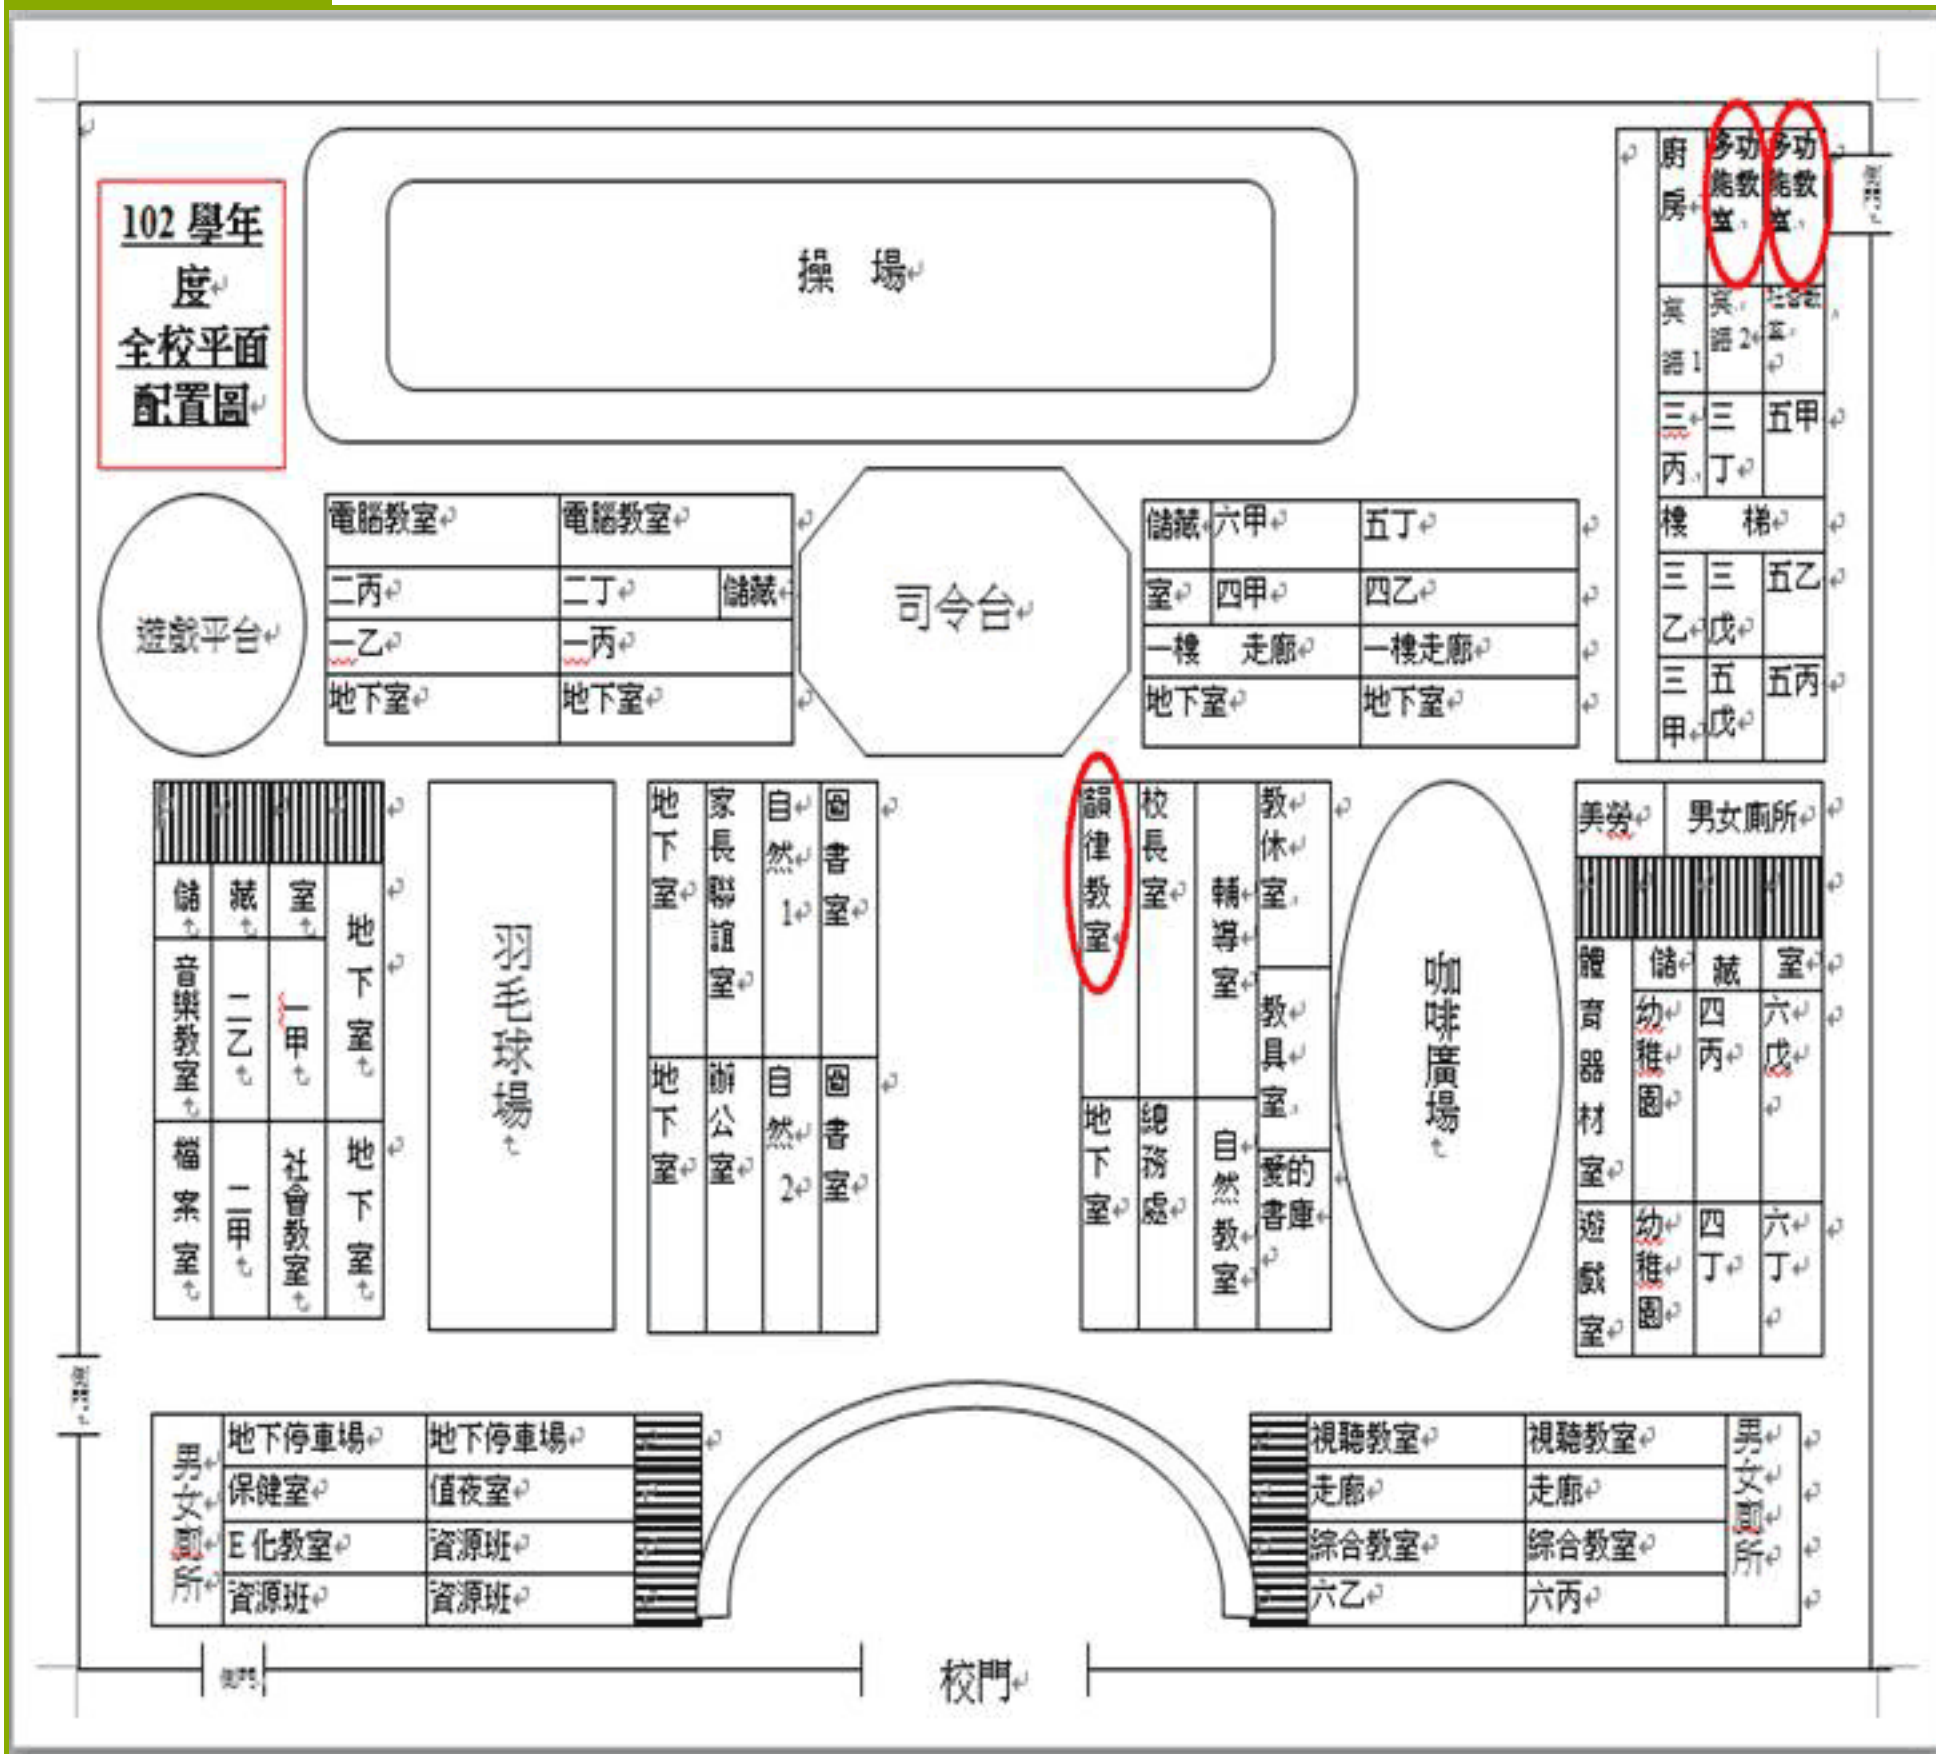 102 學年
度
全校平面
配置圖
操 場
廚房
多功能教室
多功能教室
側門
英語1
英語2
社會教室
三丙
三丁
五甲
樓 梯
三乙
三戊
五乙
三甲
五戊
五丙
遊戲平台
電腦教室 電腦教室
二丙 二丁 儲藏
一乙 一丙
地下室 地下室
司令台
儲藏 六甲 五丁
室 四甲 四乙
一樓 走廊 一樓走廊
地下室 地下室
儲 藏 室
地下室
音樂教室
二乙
一甲
檔案室
二甲
社會教室
地下室
羽毛球場
地下室
家長聯誼室
自然1
圖書室
地下室
辦公室
自然2
圖書室
韻律教室
校長室
輔導室
教休室
教具室
地下室
總務處
自然教室
愛的書庫
咖啡廣場
美勞 男女廁所
體育器材室
儲 藏 室
幼稚園
四丙
六戊
遊戲室
幼稚園
四丁
六丁
側門
男女廁所
地下停車場 地下停車場
保健室 值夜室
E 化教室 資源班
資源班 資源班
視聽教室 視聽教室
走廊 走廊
綜合教室 綜合教室
六乙 六丙
男女廁所
側門
校門